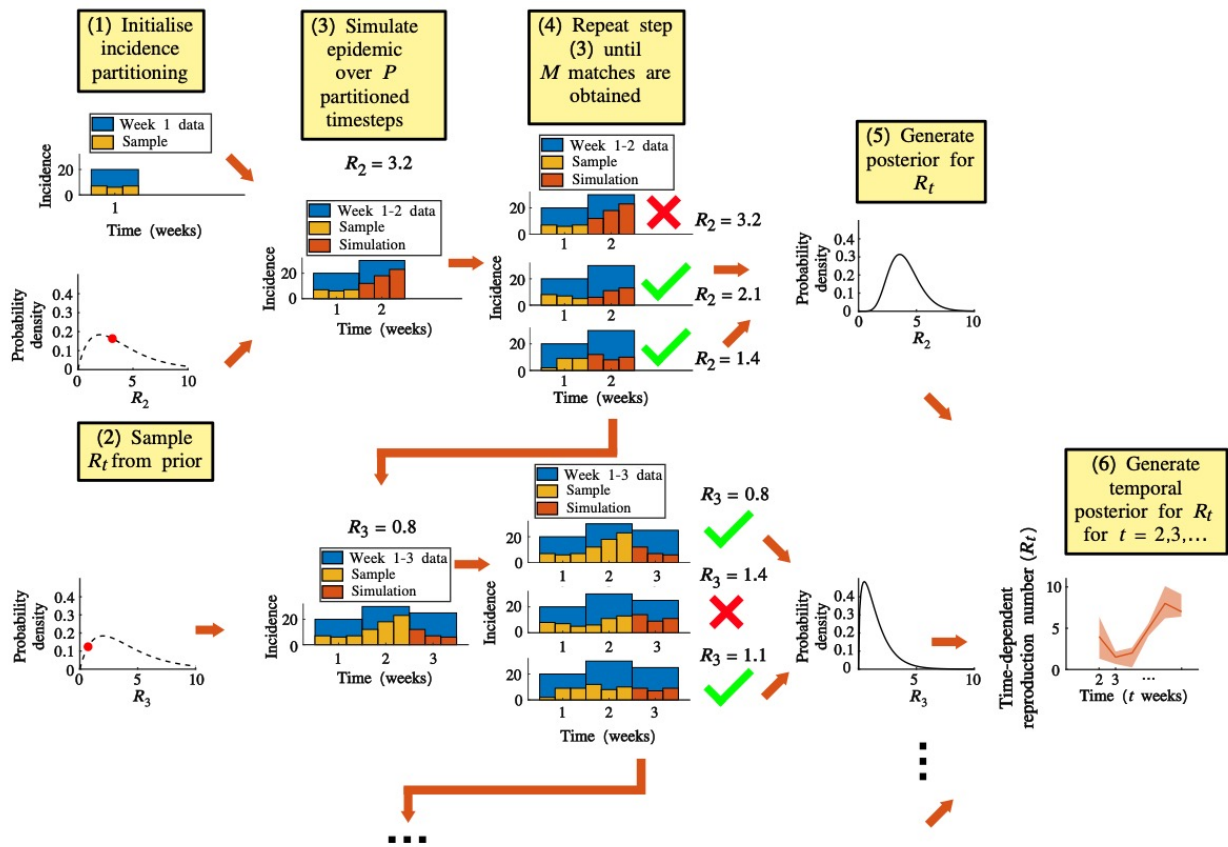 (1) Initialise
incidence
partitioning
Week 1 data
Sample
20
0
Incidence
1
Time (weeks)
0.4
0.3
0.2
0.1
0
Probability
density
0 5 10
R2
(2) Sample
Rt from prior
0.4
0.3
0.2
0.1
0
Probability
density
0 5 10
R3
(3) Simulate
epidemic
over P
partitioned
timesteps
R2 = 3.2
Week 1-2 data
Sample
Simulation
20
0
Incidence
1 2
Time (weeks)
(4) Repeat step
(3) until
M matches are
obtained
Week 1-2 data
Sample
Simulation
20
0
1 2
R2 = 3.2
Incidence
20
0
1 2
R2 = 2.1
20
0
1 2
R2 = 1.4
Time (weeks)
(5) Generate
posterior for
Rt
0.4
0.3
0.2
0.1
0
Probability
density
0 5 10
R2
R3 = 0.8
Week 1-3 data
Sample
Simulation
20
0
Incidence
1 2 3
Time (weeks)
Week 1-3 data
Sample
Simulation
R3 = 0.8
20
0
1 2 3
R3 = 1.4
Incidence
20
0
1 2 3
R3 = 1.1
20
0
1 2 3
Time (weeks)
0.4
0.3
0.2
0.1
0
Probability
density
0 5 10
R3
(6) Generate
temporal
posterior for Rt
for t = 2,3,...
Time-dependent
reproduction number (Rt)
10
5
0
2 3 ...
Time (t weeks)